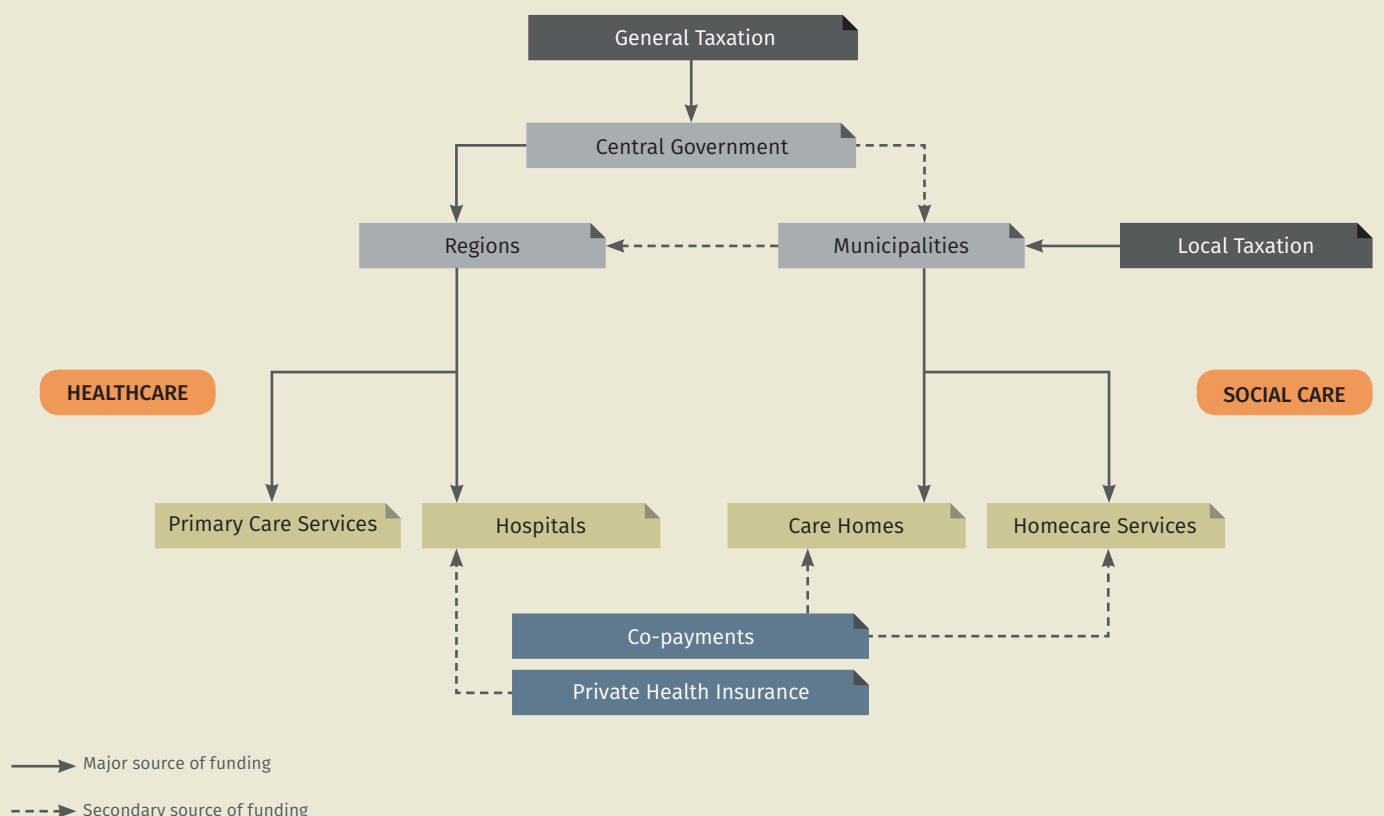 General Taxation
Central Government
Regions
Municipalities
Local Taxation
HEALTHCARE
SOCIAL CARE
Primary Care Services
Hospitals
Care Homes
Homecare Services
Co-payments
Private Health Insurance
Major source of funding
Secondary source of funding